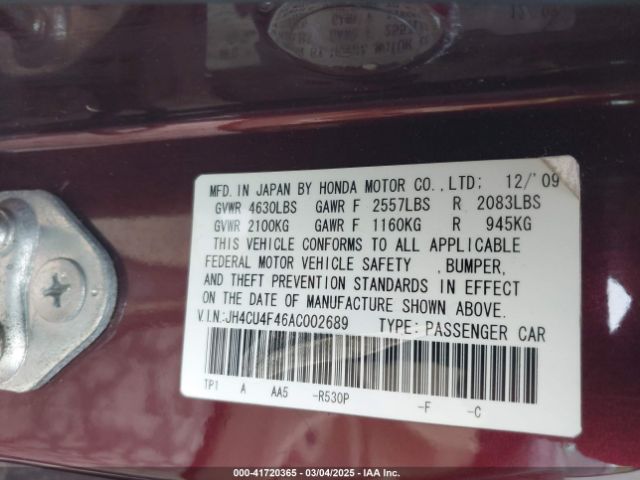 MFD. IN JAPAN BY HONDA MOTOR CO.,LTD; 12/'09
GVWR 4630LBS GAWR F 2557LBS R 2083LBS
GVWR 2100KG GAWR F 1160KG R 945KG
THIS VEHICLE CONFORMS TO ALL APPLICABLE
FEDERAL MOTOR VEHICLE SAFETY ,BUMPER,
AND THEFT PREVENTION STANDARDS IN EFFECT
ON THE DATE OF MANUFACTURE SHOWN ABOVE.
V.I.N.:JH4CU4F46AC002689 TYPE: PASSENGER CAR
TP1 A AA5 -R530P -F -C
000-41720365 - 03/04/2025 - IAA Inc.